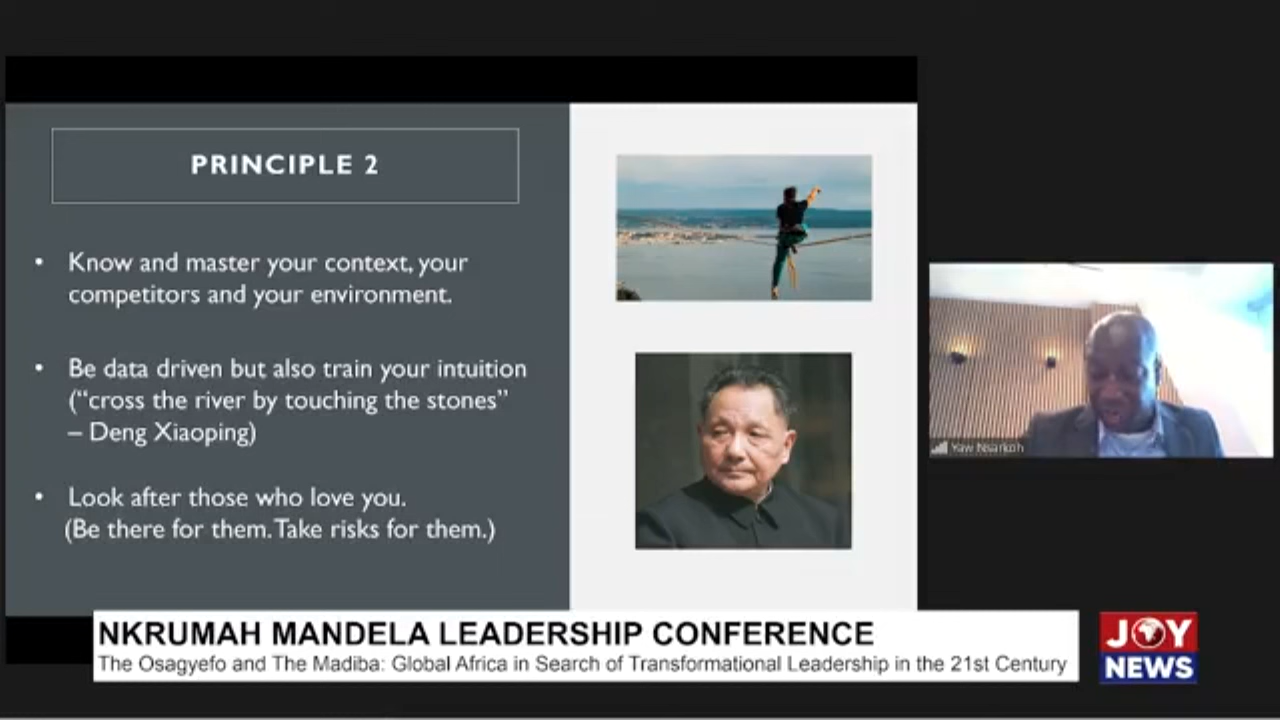 PRINCIPLE 2
• Know and master your context, your
competitors and your environment.
• Be data driven but also train your intuition
(“cross the river by touching the stones”
– Deng Xiaoping)
• Look after those who love you.
(Be there for them. Take risks for them.)
Yaw Nsarkoh
NKRUMAH MANDELA LEADERSHIP CONFERENCE
The Osagyefo and The Madiba: Global Africa in Search of Transformational Leadership in the 21st Century
JOY
NEWS